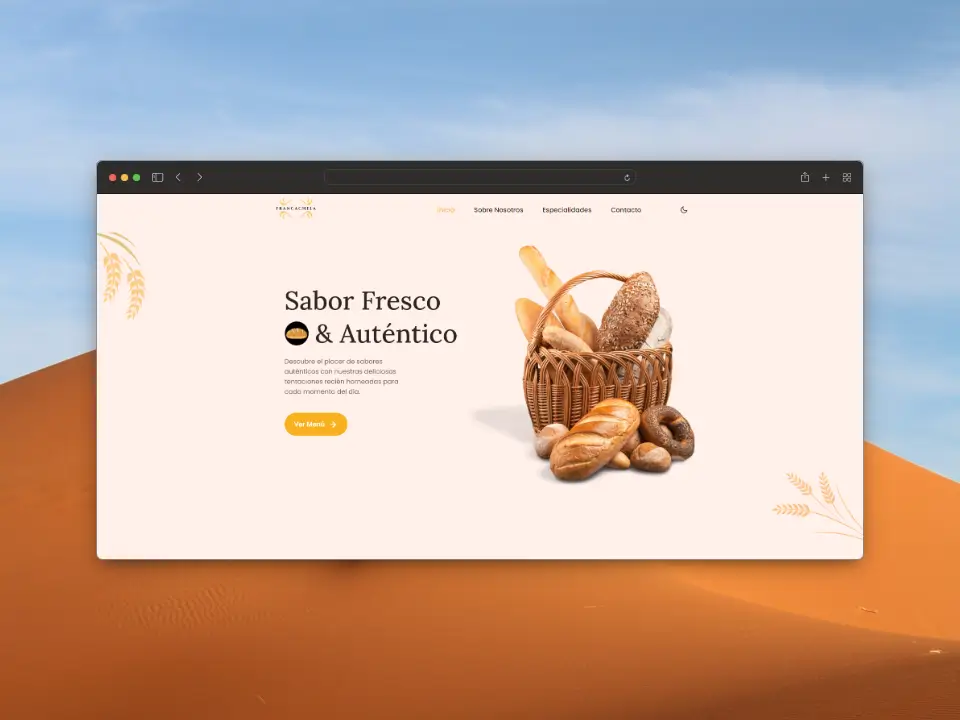 FRANCACHELA
Inicio
Sobre Nosotros
Especialidades
Contacto
Sabor Fresco
& Auténtico
Descubre el placer de sabores
auténticos con nuestras deliciosas
tentaciones recién horneadas para
cada momento del día.
Ver Menú